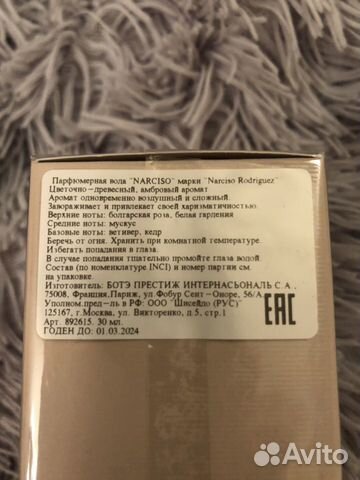 Парфюмерная вода "NARCISO" марки "Narciso Rodriguez"
Цветочно-древесный, амбровый аромат
Аромат одновременно воздушный и сложный.
Завораживает и привлекает своей харизматичностью.
Верхние ноты: болгарская роза, белая гардения
Средние ноты: мускус
Базовые ноты: ветивер, кедр
Беречь от огня. Хранить при комнатной температуре.
Избегать попадания в глаза.
В случае попадания тщательно промойте глаза водой.
Состав (по номенклатуре INCI) и номер партии см.
на упаковке.
Изготовитель: БОТЭ ПРЕСТИЖ ИНТЕРНАСЬОНАЛЬ С.А.,
75008, Франция, Париж, ул.Фобур Сент-Оноре, 56/А
Уполном.пред-ль в РФ: ООО "Шисейдо (РУС)"
125167, г.Москва, ул. Викторенко, д.5, стр.1
Арт. 892615. 30 мл.
ГОДЕН ДО: 01.03.2024
EAC
Avito